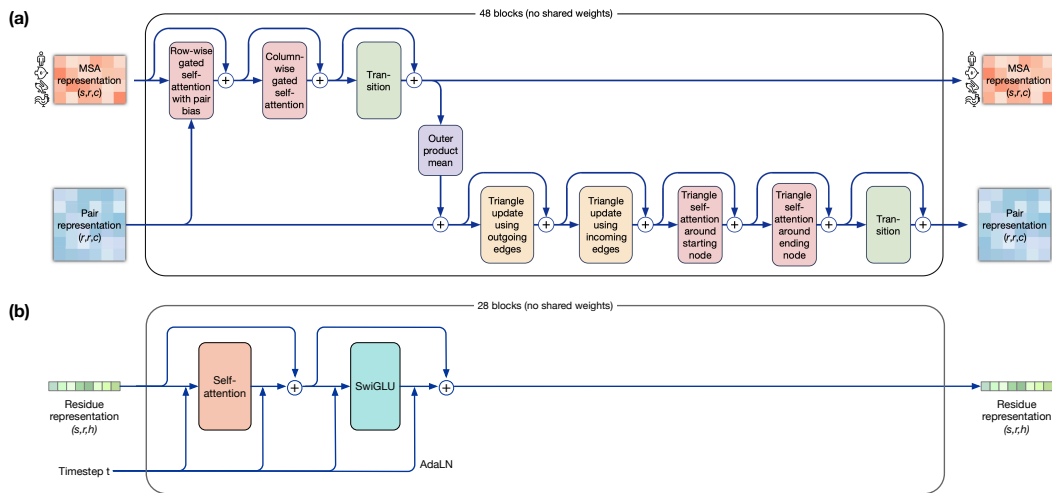 (a)
48 blocks (no shared weights)
MSA
representation
(s,r,c)
Row-wise
gated
self-
attention
with pair
bias
+
Column-
wise
gated
self-
attention
+
Tran-
sition
+
MSA
representation
(s,r,c)
Outer
product
mean
Pair
representation
(r,r,c)
+
Triangle
update
using
outgoing
edges
+
Triangle
update
using
incoming
edges
+
Triangle
self-
attention
around
starting
node
+
Triangle
self-
attention
around
ending
node
+
Tran-
sition
+
Pair
representation
(r,r,c)
(b)
28 blocks (no shared weights)
Residue
representation
(s,r,h)
Self-
attention
+
SwiGLU
+
Residue
representation
(s,r,h)
Timestep t
AdaLN